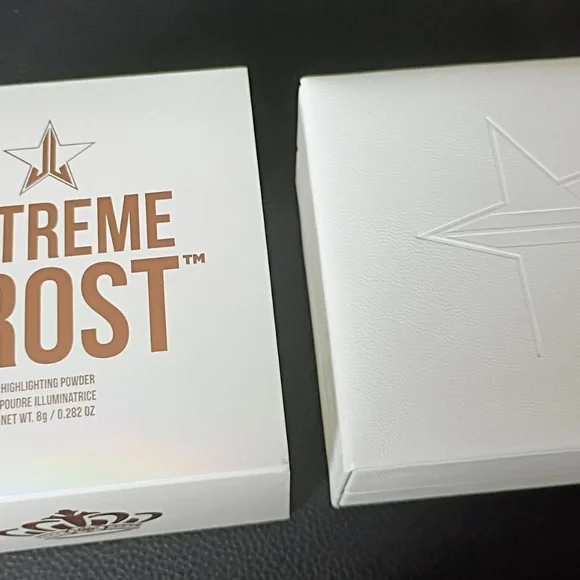 TREME
ROST™
HIGHLIGHTING POWDER
POUDRE ILLUMINATRICE
NET WT. 8g / 0.282 OZ